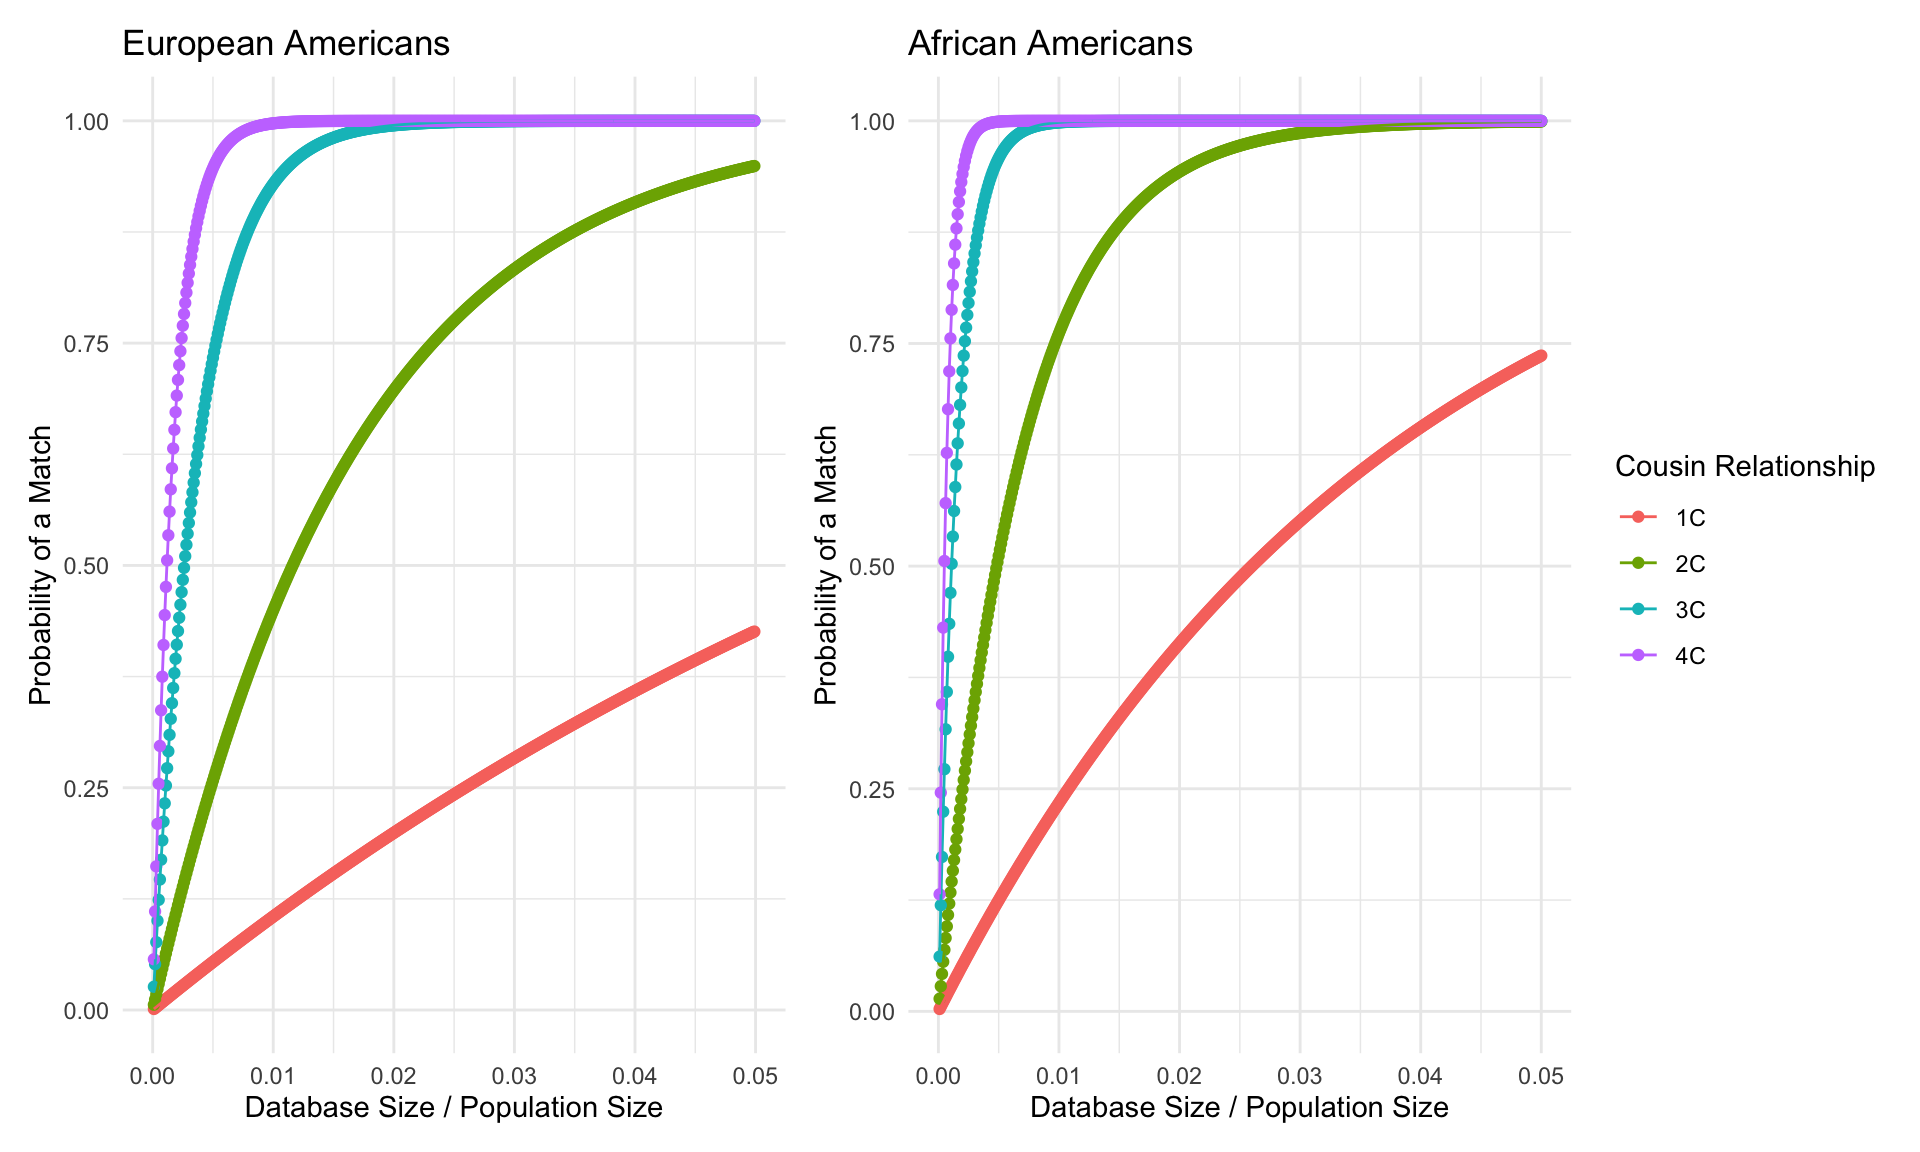 European Americans
Probability of a Match
1.00
0.75
0.50
0.25
0.00
0.00 0.01 0.02 0.03 0.04 0.05
Database Size / Population Size
African Americans
Probability of a Match
1.00
0.75
0.50
0.25
0.00
0.00 0.01 0.02 0.03 0.04 0.05
Database Size / Population Size
Cousin Relationship
1C
2C
3C
4C